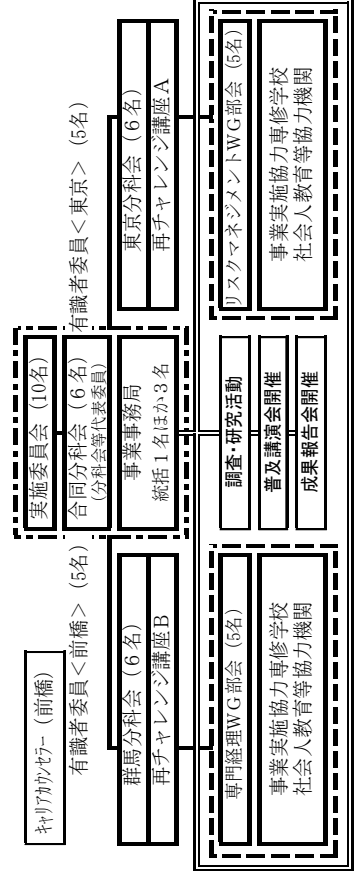 キャリアカウンセラー (前橋)
実施委員会 (10名)
合同分科会 (6名)
(分科会等代表委員)
事業事務局
統括1名ほか3名
有識者委員<前橋> (5名)
有識者委員<東京> (5名)
群馬分科会 (6名)
再チャレンジ講座B
東京分科会 (6名)
再チャレンジ講座A
専門経理WG部会 (5名)
事業実施協力専修学校
社会人教育等協力機関
調査・研究活動
普及講演会開催
成果報告会開催
リスクマネジメントWG部会 (5名)
事業実施協力専修学校
社会人教育等協力機関